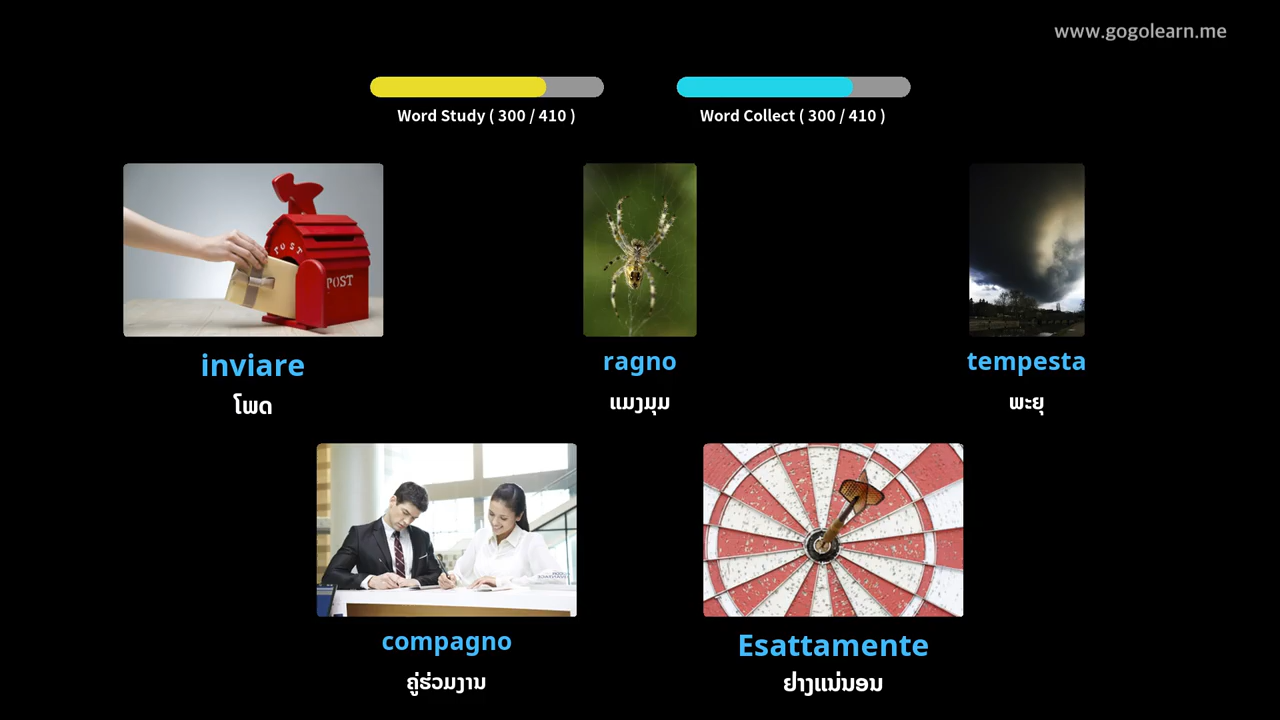 www.gogolearn.me
Word Study ( 300 / 410 )
Word Collect ( 300 / 410 )
POST
POST
inviare
ໂພດ
ragno
ແມງມຸມ
tempesta
ພະຍຸ
compagno
ຄູ່ຮ່ວມງານ
Esattamente
ຢ່າງແນ່ນອນ